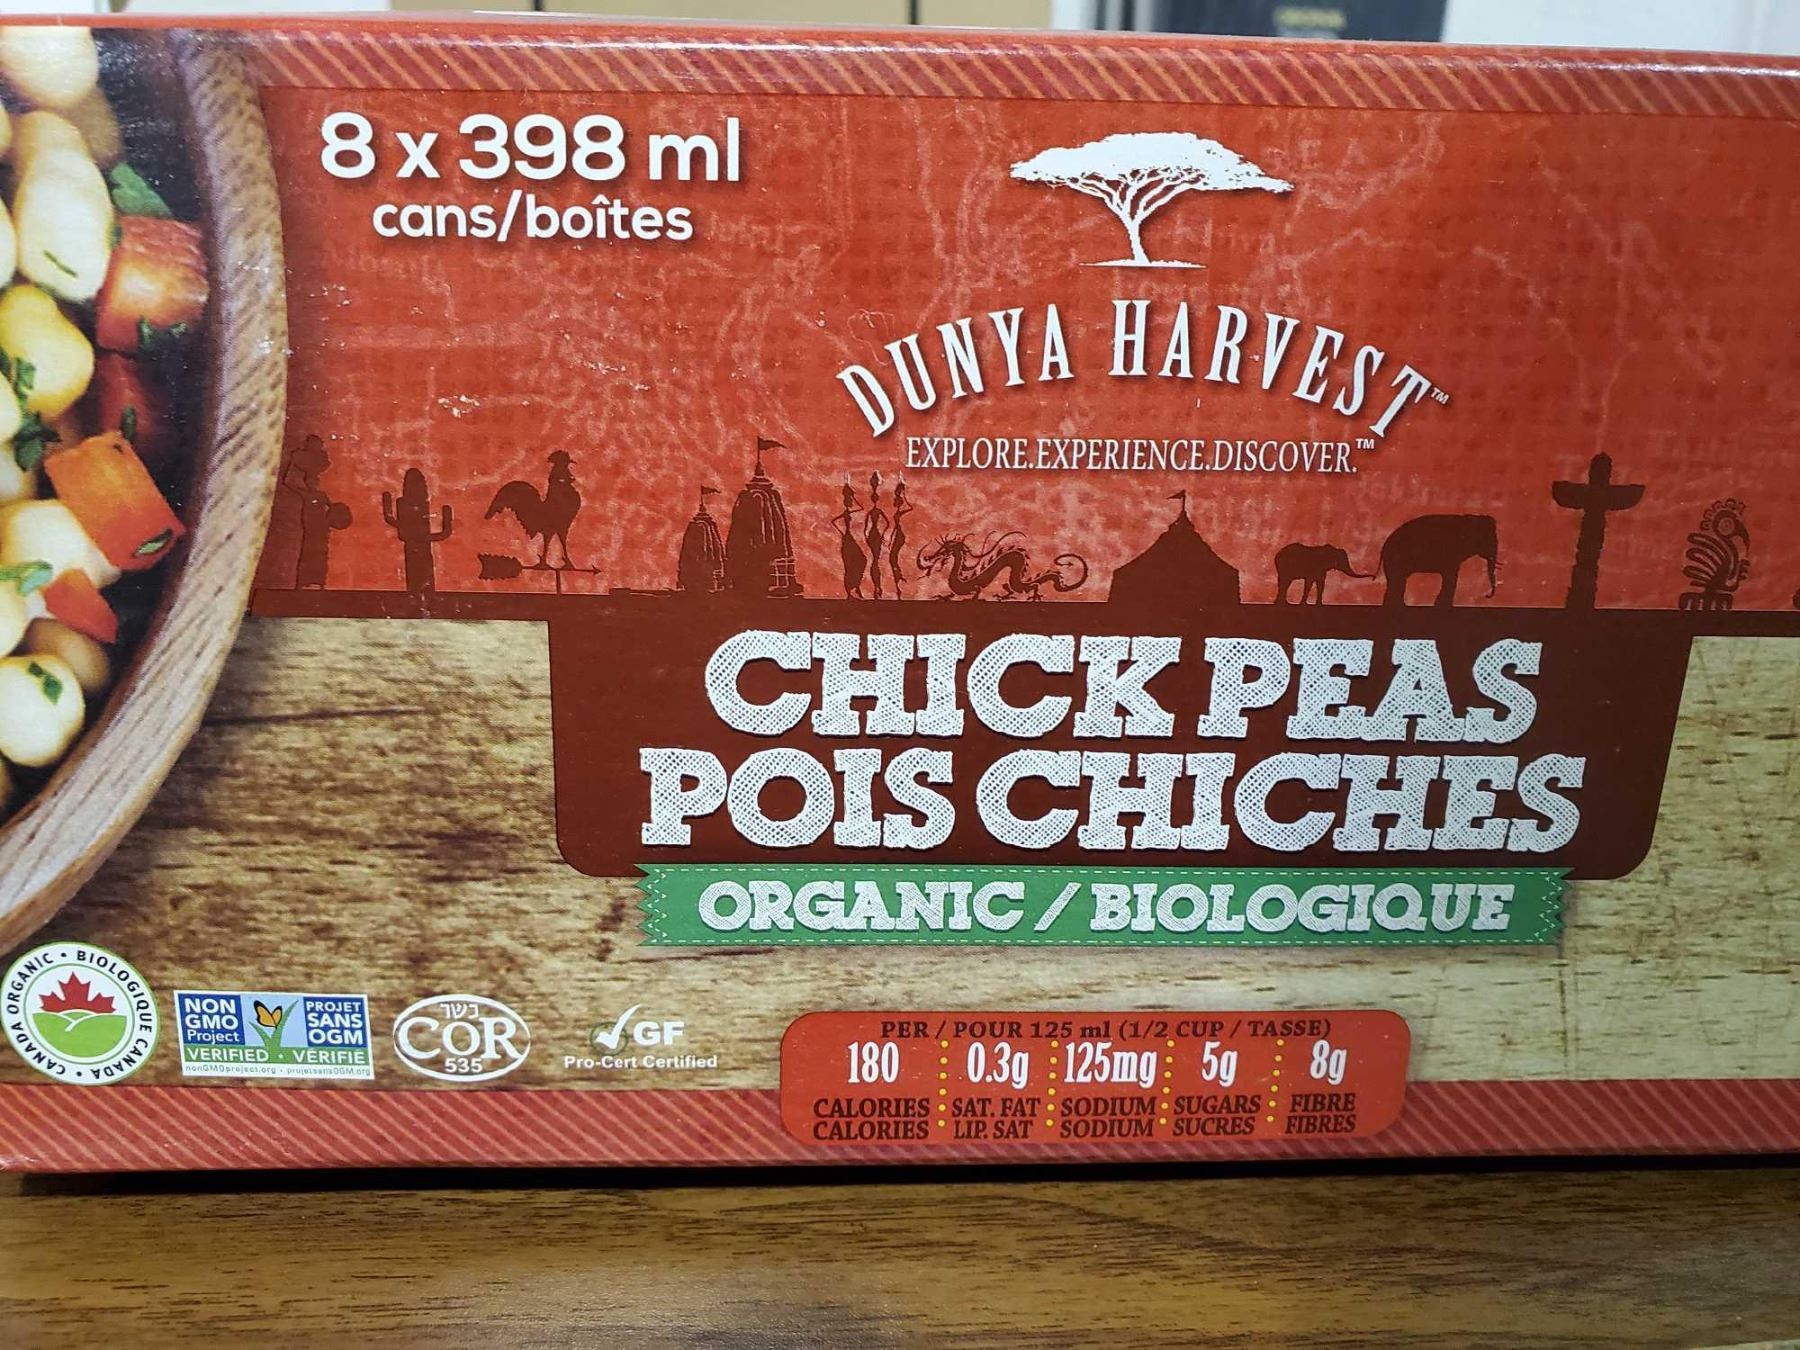 8 x 398 ml
cans/boîtes
DUNYA HARVEST™
EXPLORE.EXPERIENCE.DISCOVER.™
CHICK PEAS
POIS CHICHES
ORGANIC / BIOLOGIQUE
CANADA ORGANIC • BIOLOGIQUE CANADA •
NON
GMO
Project
PROJET
SANS
OGM
VERIFIED • VÉRIFIÉ
nonGMOproject.org • projetsansOGM.org
כשר
COR
535
GF
Pro-Cert Certified
PER / POUR 125 ml (1/2 CUP / TASSE)
180 0.3g 125mg 5g 8g
CALORIES SAT. FAT SODIUM SUGARS FIBRE
CALORIES LIP. SAT SODIUM SUCRES FIBRES